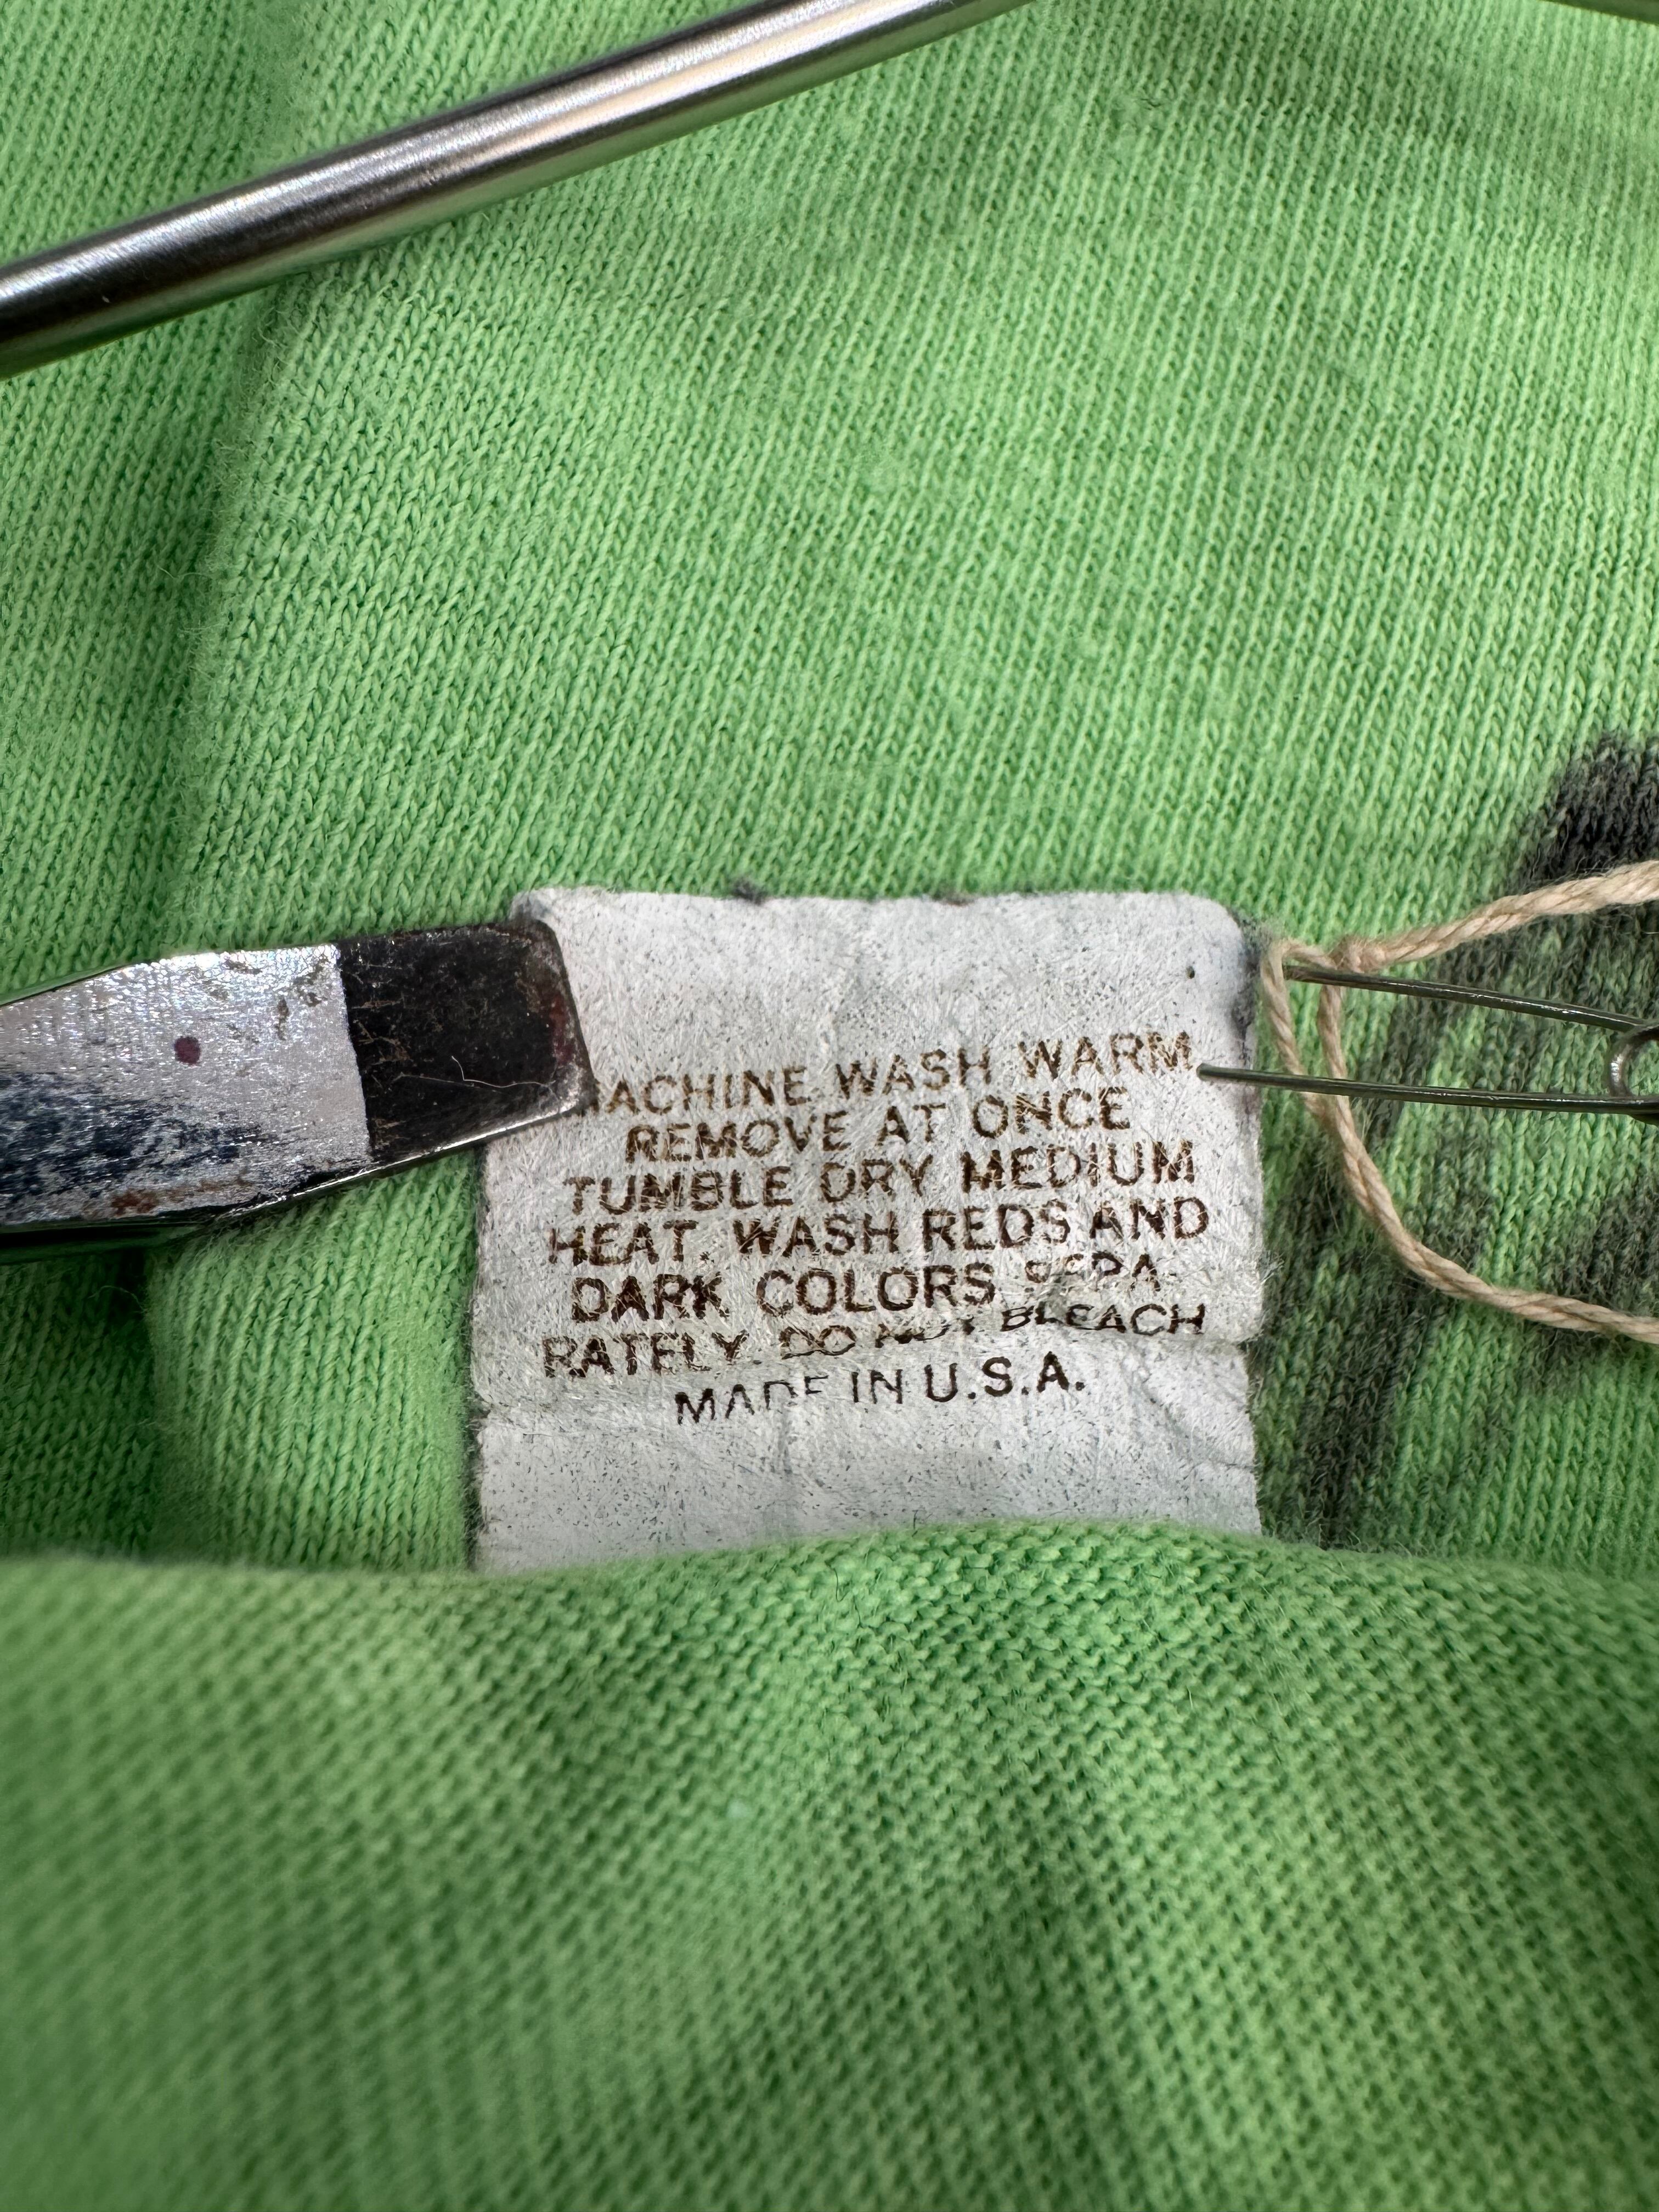 MACHINE WASH WARM
REMOVE AT ONCE
TUMBLE DRY MEDIUM
HEAT. WASH REDS AND
DARK COLORS SEPA-
RATELY. DO NOT BLEACH
MADE IN U.S.A.